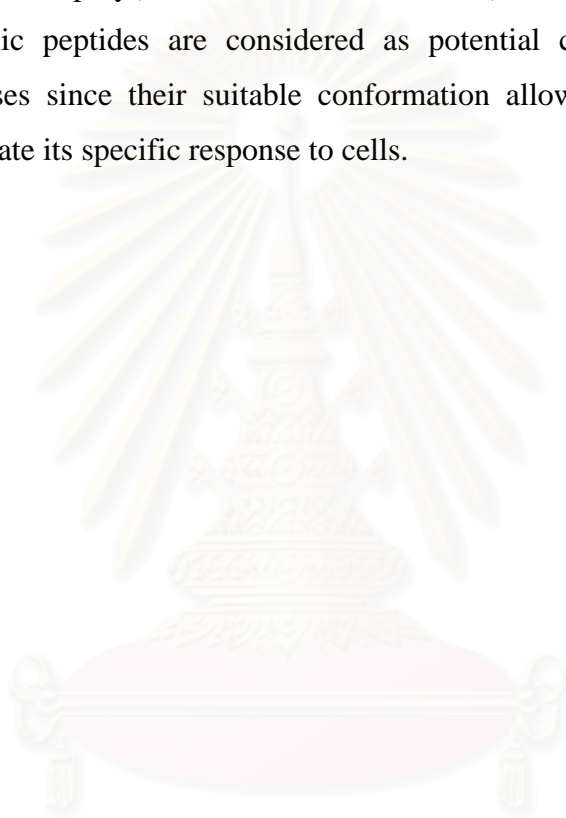 ic peptides are considered as potential c
ses since their suitable conformation allow
ate its specific response to cells.